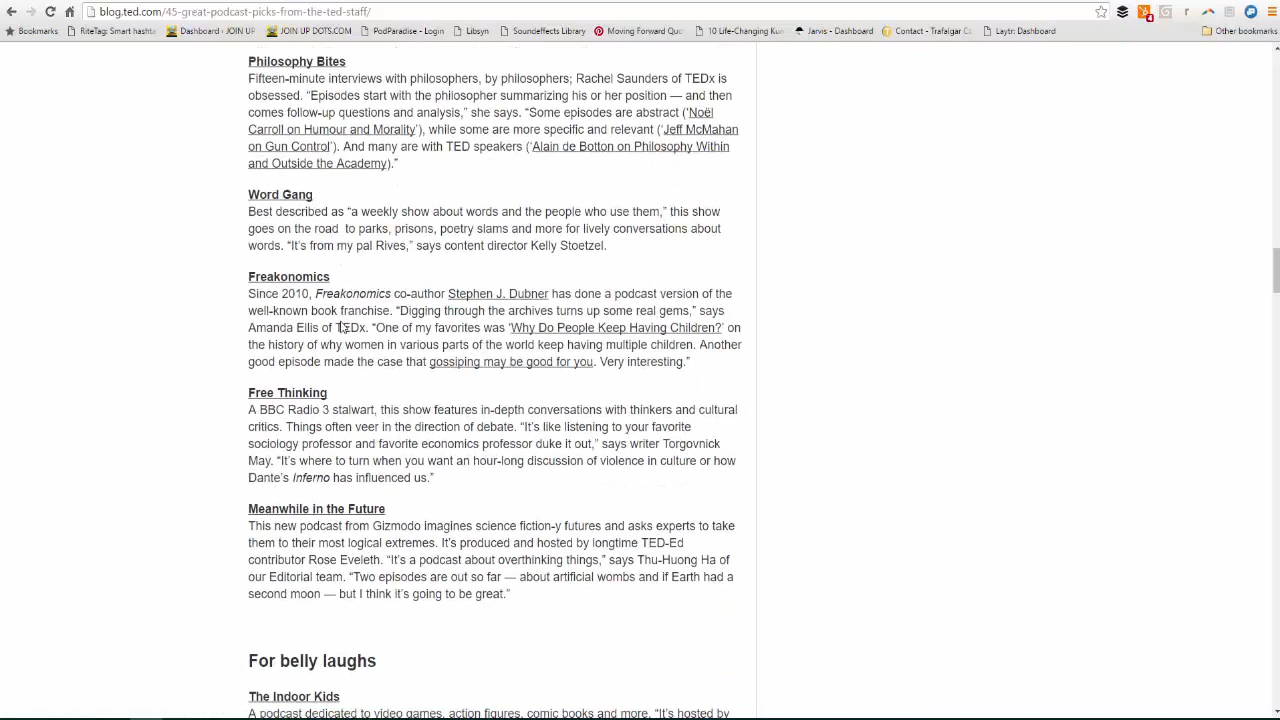 blog.ted.com/45-great-podcast-picks-from-the-ted-staff/
Bookmarks RiteTag: Smart hashta Dashboard ‹ JOIN UP JOIN UP DOTS.COM PodParadise - Login Libsyn Soundeffects Library Moving Forward Quo 10 Life-Changing Kun Jarvis - Dashboard Contact - Trafalgar C Laytr: Dashboard Other bookmarks
Philosophy Bites
Fifteen-minute interviews with philosophers, by philosophers; Rachel Saunders of TEDx is
obsessed. “Episodes start with the philosopher summarizing his or her position — and then
comes follow-up questions and analysis,” she says. “Some episodes are abstract (‘Noël
Carroll on Humour and Morality’), while some are more specific and relevant (‘Jeff McMahan
on Gun Control’). And many are with TED speakers (‘Alain de Botton on Philosophy Within
and Outside the Academy).”
Word Gang
Best described as “a weekly show about words and the people who use them,” this show
goes on the road to parks, prisons, poetry slams and more for lively conversations about
words. “It’s from my pal Rives,” says content director Kelly Stoetzel.
Freakonomics
Since 2010, Freakonomics co-author Stephen J. Dubner has done a podcast version of the
well-known book franchise. “Digging through the archives turns up some real gems,” says
Amanda Ellis of TEDx. “One of my favorites was ‘Why Do People Keep Having Children?’ on
the history of why women in various parts of the world keep having multiple children. Another
good episode made the case that gossiping may be good for you. Very interesting.”
Free Thinking
A BBC Radio 3 stalwart, this show features in-depth conversations with thinkers and cultural
critics. Things often veer in the direction of debate. “It’s like listening to your favorite
sociology professor and favorite economics professor duke it out,” says writer Torgovnick
May. “It’s where to turn when you want an hour-long discussion of violence in culture or how
Dante’s Inferno has influenced us.”
Meanwhile in the Future
This new podcast from Gizmodo imagines science fiction-y futures and asks experts to take
them to their most logical extremes. It’s produced and hosted by longtime TED-Ed
contributor Rose Eveleth. “It’s a podcast about overthinking things,” says Thu-Huong Ha of
our Editorial team. “Two episodes are out so far — about artificial wombs and if Earth had a
second moon — but I think it’s going to be great.”
For belly laughs
The Indoor Kids
A podcast dedicated to video games, action figures, comic books and more. “It’s hosted by